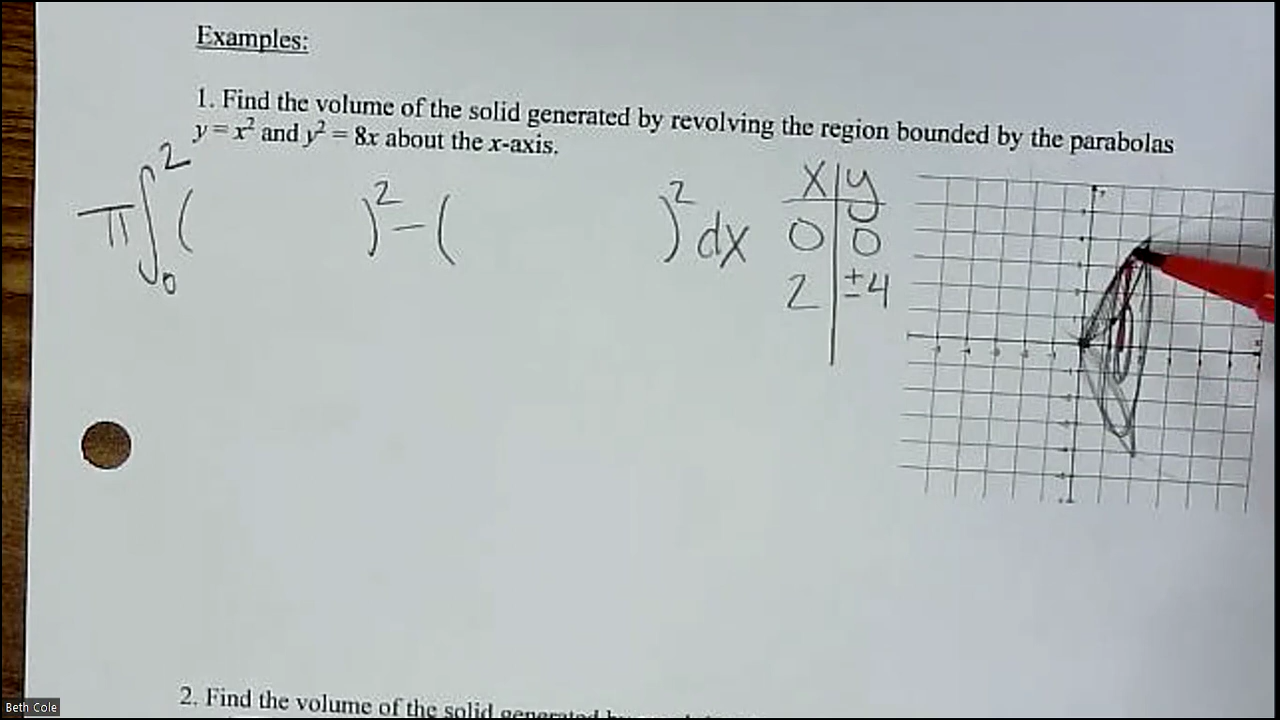 Examples:
1. Find the volume of the solid generated by revolving the region bounded by the parabolas
y = x² and y² = 8x about the x-axis.
π∫₀² (      )² − (      )² dx
x | y
0 | 0
2 | ±4
2. Find the volume of the solid generated
Beth Cole